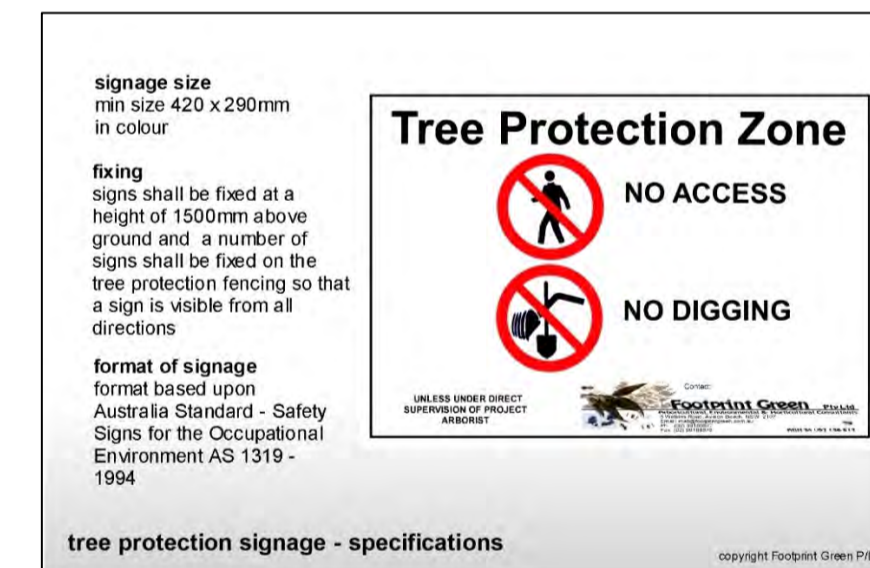 signage size
min size 420 x 290mm
in colour
fixing
signs shall be fixed at a
height of 1500mm above
ground and a number of
signs shall be fixed on the
tree protection fencing so that
a sign is visible from all
directions
format of signage
format based upon
Australia Standard - Safety
Signs for the Occupational
Environment AS 1319 -
1994
Tree Protection Zone
NO ACCESS
NO DIGGING
UNLESS UNDER DIRECT
SUPERVISION OF PROJECT
ARBORIST
Contact:
Footprint Green Pty Ltd
tree protection signage - specifications
copyright Footprint Green P/